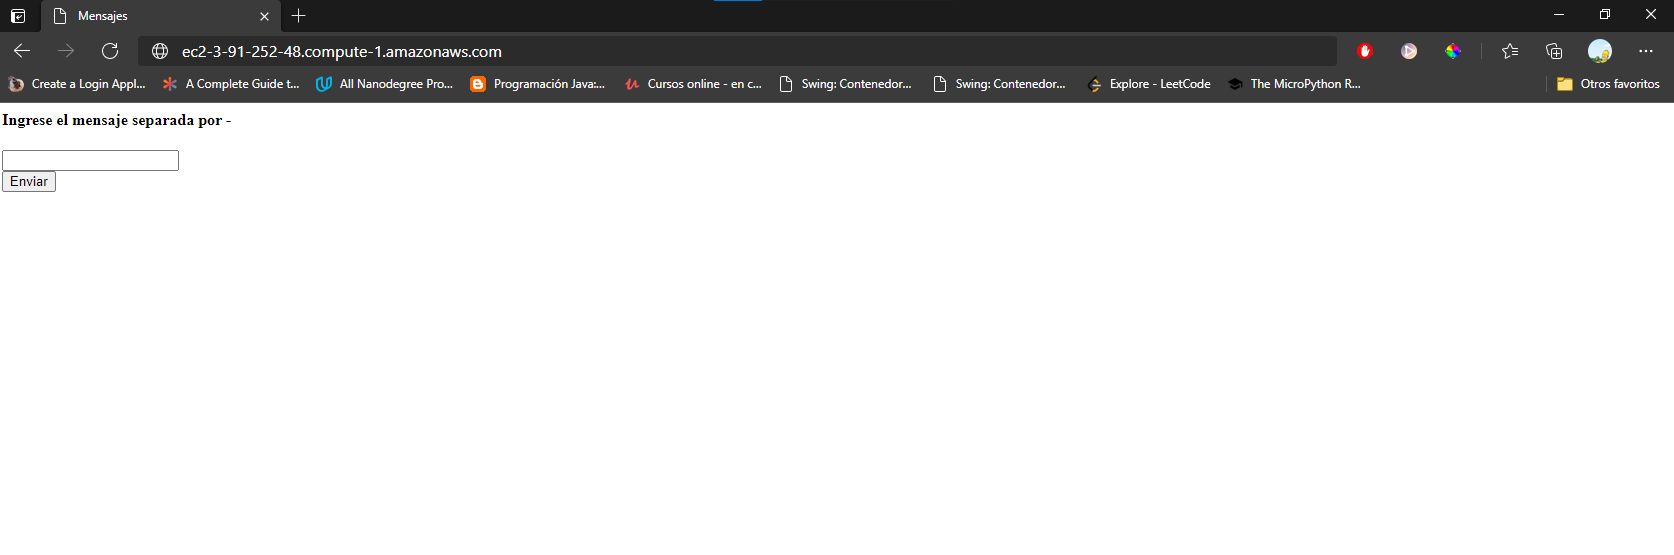 Mensajes
ec2-3-91-252-48.compute-1.amazonaws.com
Create a Login Appl... A Complete Guide t... All Nanodegree Pro... Programación Java:... Cursos online - en c... Swing: Contenedor... Swing: Contenedor... Explore - LeetCode The MicroPython R... Otros favoritos
Ingrese el mensaje separada por -
Enviar